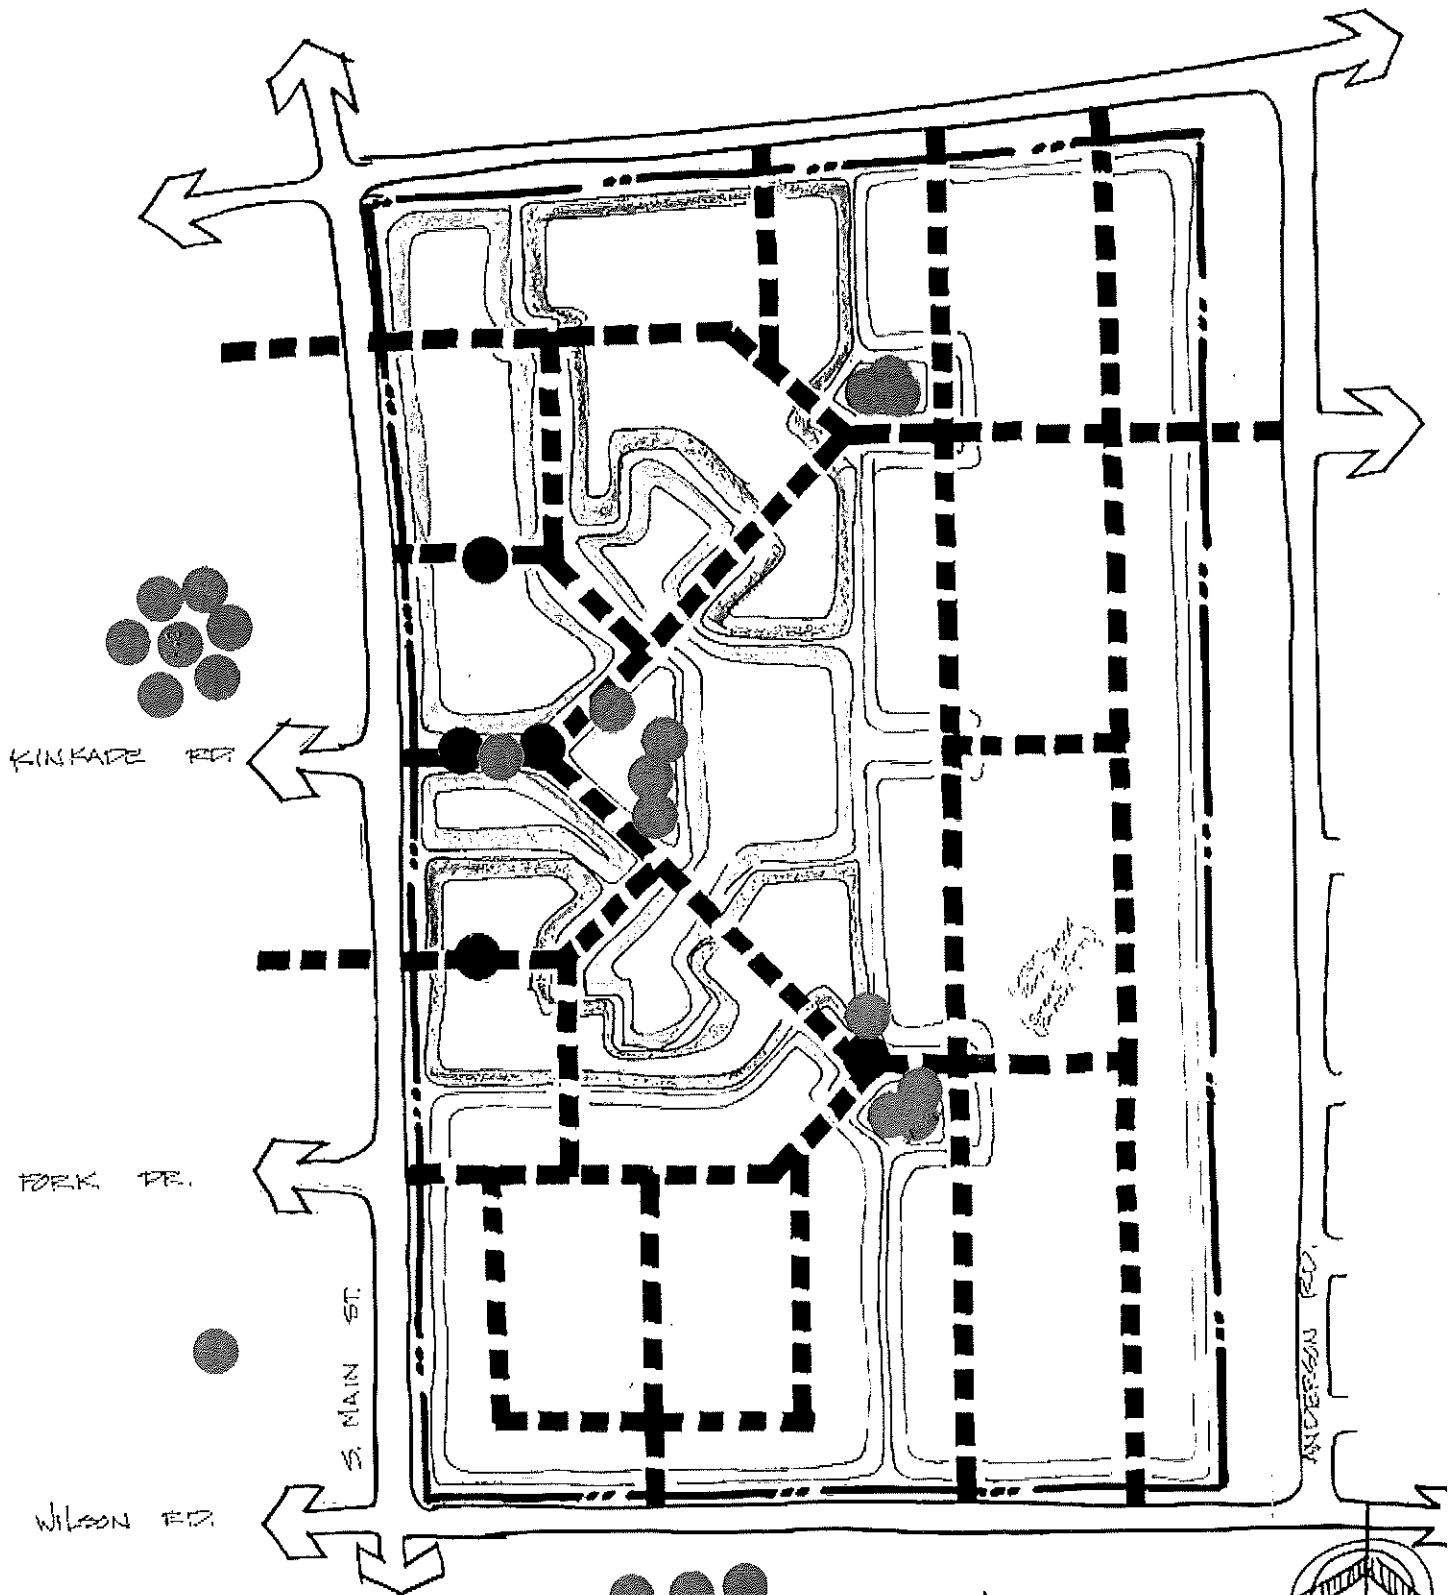 KINKADE RD.
FORK DR.
S. MAIN ST.
ANDERSON RD.
WILSON RD.